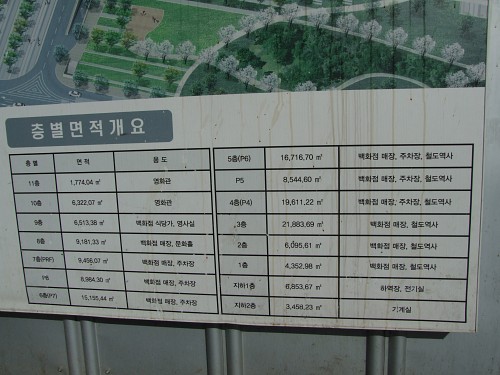 층별면적개요
층 별 면 적 용 도
11층 1,774.04 ㎡ 영화관
10층 6,322.07 ㎡ 영화관
9층 6,513.38 ㎡ 백화점 식당가, 영사실
8층 9,181.33 ㎡ 백화점 매장, 문화홀
7층(PRF) 9,456.07 ㎡ 백화점 매장, 주차장
P8 8,984.30 ㎡ 백화점 매장, 주차장
6층(P7) 15,155.44 ㎡ 백화점 매장, 주차장
5층(P6) 16,716.70 ㎡ 백화점 매장, 주차장, 철도역사
P5 8,544.60 ㎡ 백화점 매장, 주차장, 철도역사
4층(P4) 19,611.22 ㎡ 백화점 매장, 주차장, 철도역사
3층 21,883.69 ㎡ 백화점 매장, 철도역사
2층 6,095.61 ㎡ 백화점 매장, 철도역사
1층 4,352.98 ㎡ 백화점 매장, 철도역사
지하1층 6,853.67 ㎡ 하역장, 전기실
지하2층 3,458.23 ㎡ 기계실